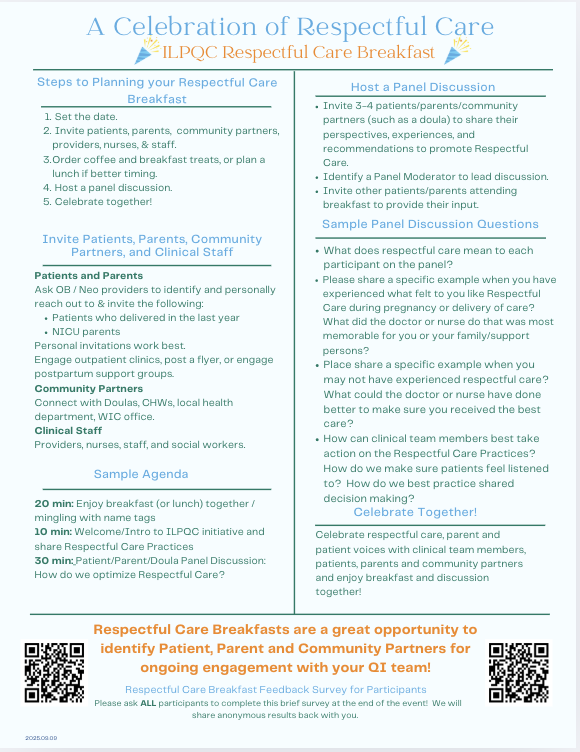 A Celebration of Respectful Care
ILPQC Respectful Care Breakfast
Steps to Planning your Respectful Care
Breakfast
1. Set the date.
2. Invite patients, parents, community partners,
providers, nurses, & staff.
3.Order coffee and breakfast treats, or plan a
lunch if better timing.
4. Host a panel discussion.
5. Celebrate together!
Invite Patients, Parents, Community
Partners, and Clinical Staff
Patients and Parents
Ask OB / Neo providers to identify and personally
reach out to & invite the following:
• Patients who delivered in the last year
• NICU parents
Personal invitations work best.
Engage outpatient clinics, post a flyer, or engage
postpartum support groups.
Community Partners
Connect with Doulas, CHWs, local health
department, WIC office.
Clinical Staff
Providers, nurses, staff, and social workers.
Sample Agenda
20 min: Enjoy breakfast (or lunch) together /
mingling with name tags
10 min: Welcome/Intro to ILPQC initiative and
share Respectful Care Practices
30 min: Patient/Parent/Doula Panel Discussion:
How do we optimize Respectful Care?
Host a Panel Discussion
• Invite 3-4 patients/parents/community
partners (such as a doula) to share their
perspectives, experiences, and
recommendations to promote Respectful
Care.
• Identify a Panel Moderator to lead discussion.
• Invite other patients/parents attending
breakfast to provide their input.
Sample Panel Discussion Questions
• What does respectful care mean to each
participant on the panel?
• Please share a specific example when you have
experienced what felt to you like Respectful
Care during pregnancy or delivery of care?
What did the doctor or nurse do that was most
memorable for you or your family/support
persons?
• Place share a specific example when you
may not have experienced respectful care?
What could the doctor or nurse have done
better to make sure you received the best
care?
• How can clinical team members best take
action on the Respectful Care Practices?
How do we make sure patients feel listened
to? How do we best practice shared
decision making?
Celebrate Together!
Celebrate respectful care, parent and
patient voices with clinical team members,
patients, parents and community partners
and enjoy breakfast and discussion
together!
Respectful Care Breakfasts are a great opportunity to
identify Patient, Parent and Community Partners for
ongoing engagement with your QI team!
Respectful Care Breakfast Feedback Survey for Participants
Please ask ALL participants to complete this brief survey at the end of the event! We will
share anonymous results back with you.